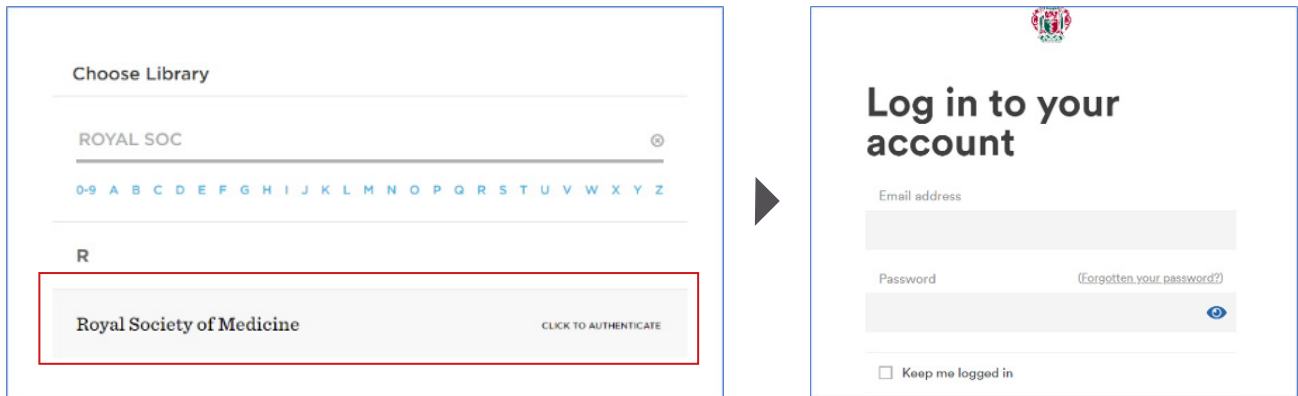 Choose Library
ROYAL SOC
0-9 A B C D E F G H I J K L M N O P Q R S T U V W X Y Z
R
Royal Society of Medicine CLICK TO AUTHENTICATE
Log in to your
account
Email address
Password (Forgotten your password?)
Keep me logged in